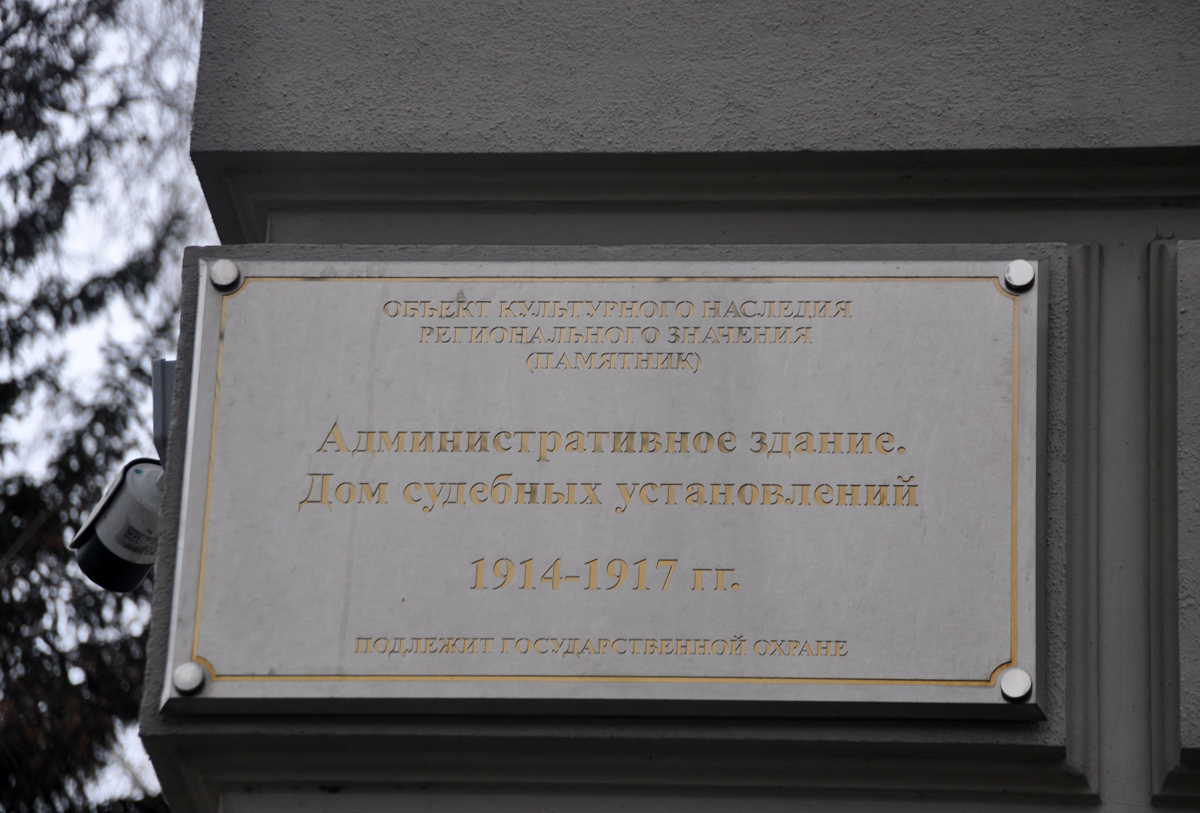 ОБЪЕКТ КУЛЬТУРНОГО НАСЛЕДИЯ
РЕГИОНАЛЬНОГО ЗНАЧЕНИЯ
(ПАМЯТНИК)
Административное здание.
Дом судебных установлений
1914-1917 гг.
ПОДЛЕЖИТ ГОСУДАРСТВЕННОЙ ОХРАНЕ